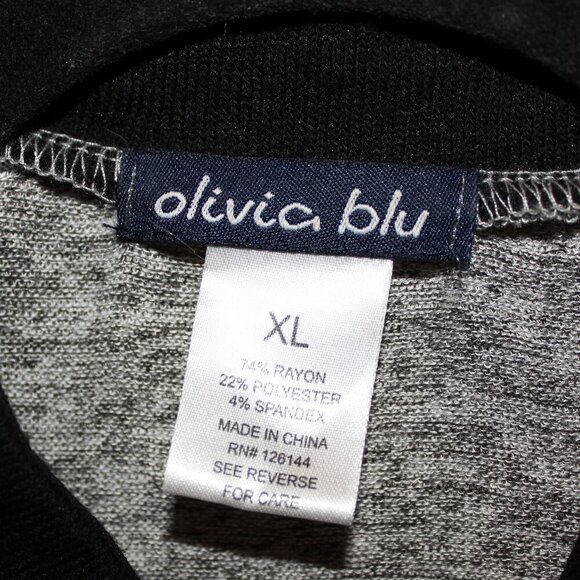 olivia blu
XL
74% RAYON
22% POLYESTER
4% SPANDEX
MADE IN CHINA
RN# 126144
SEE REVERSE
FOR CARE